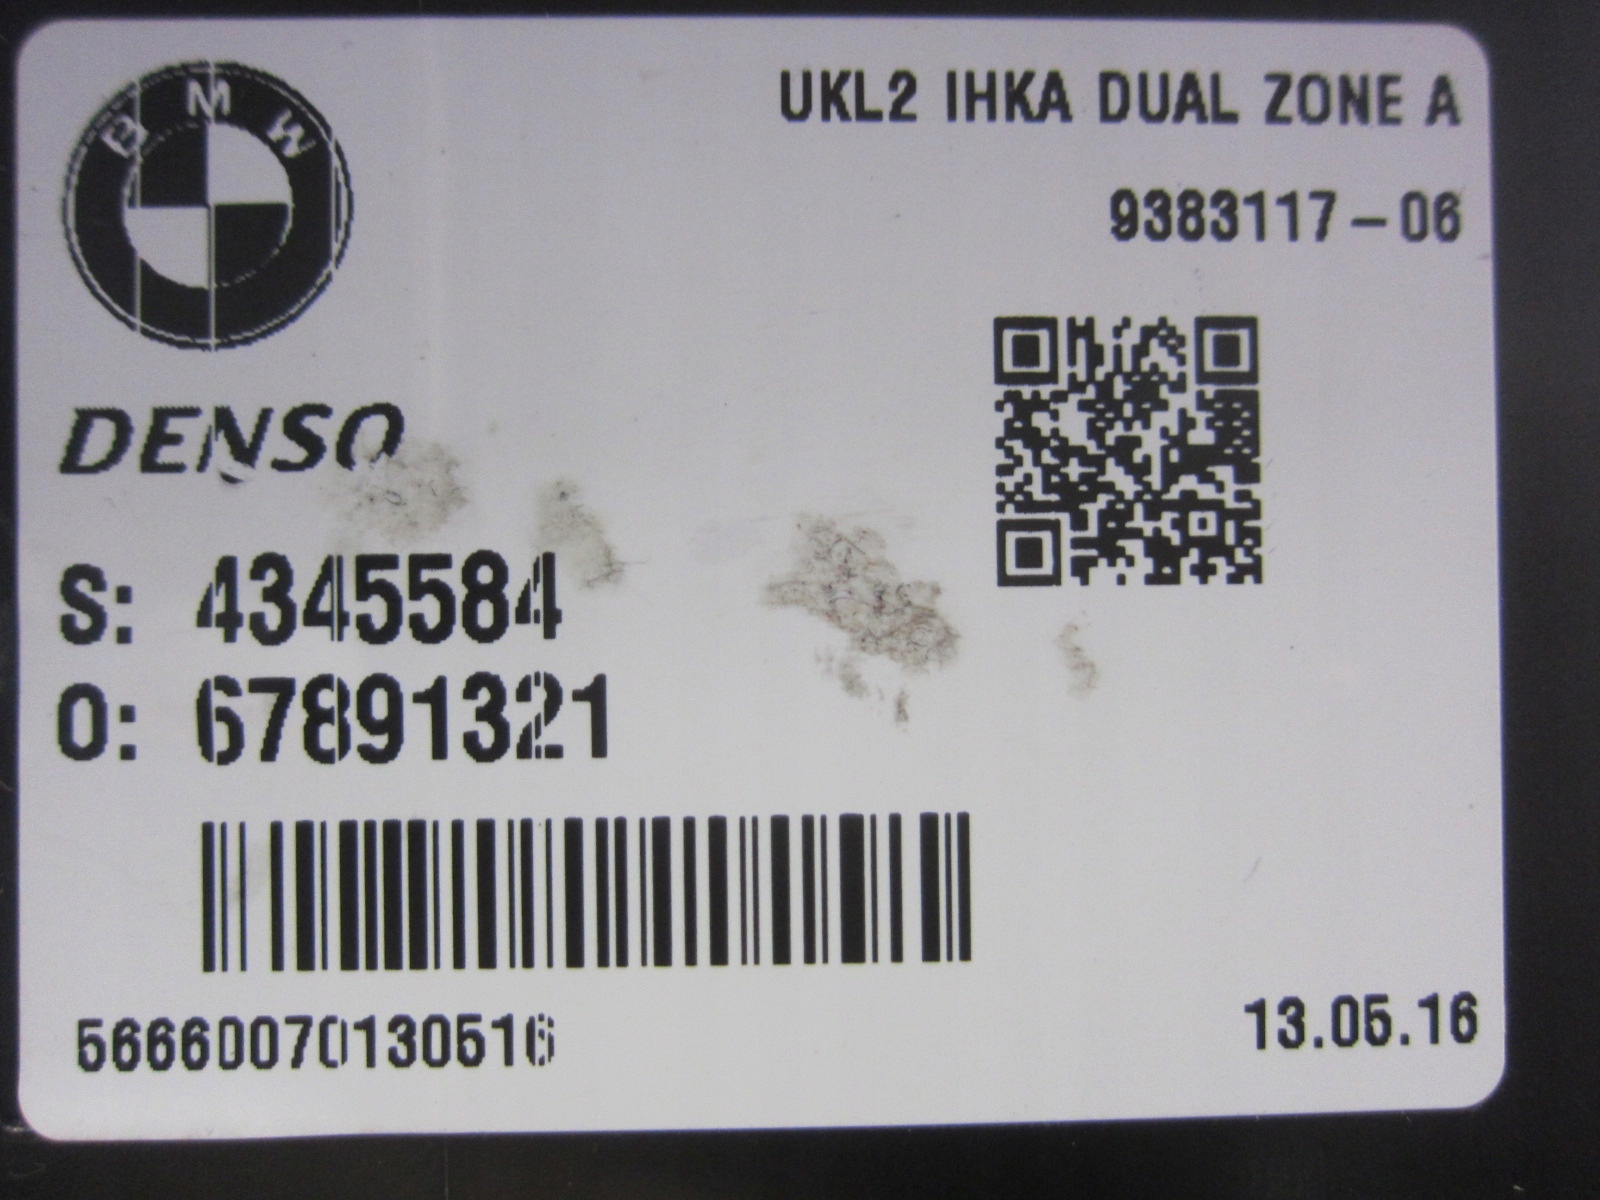 BMW
UKL2 IHKA DUAL ZONE A
9383117-06
DENSO
S: 4345584
O: 67891321
56660070130516
13.05.16